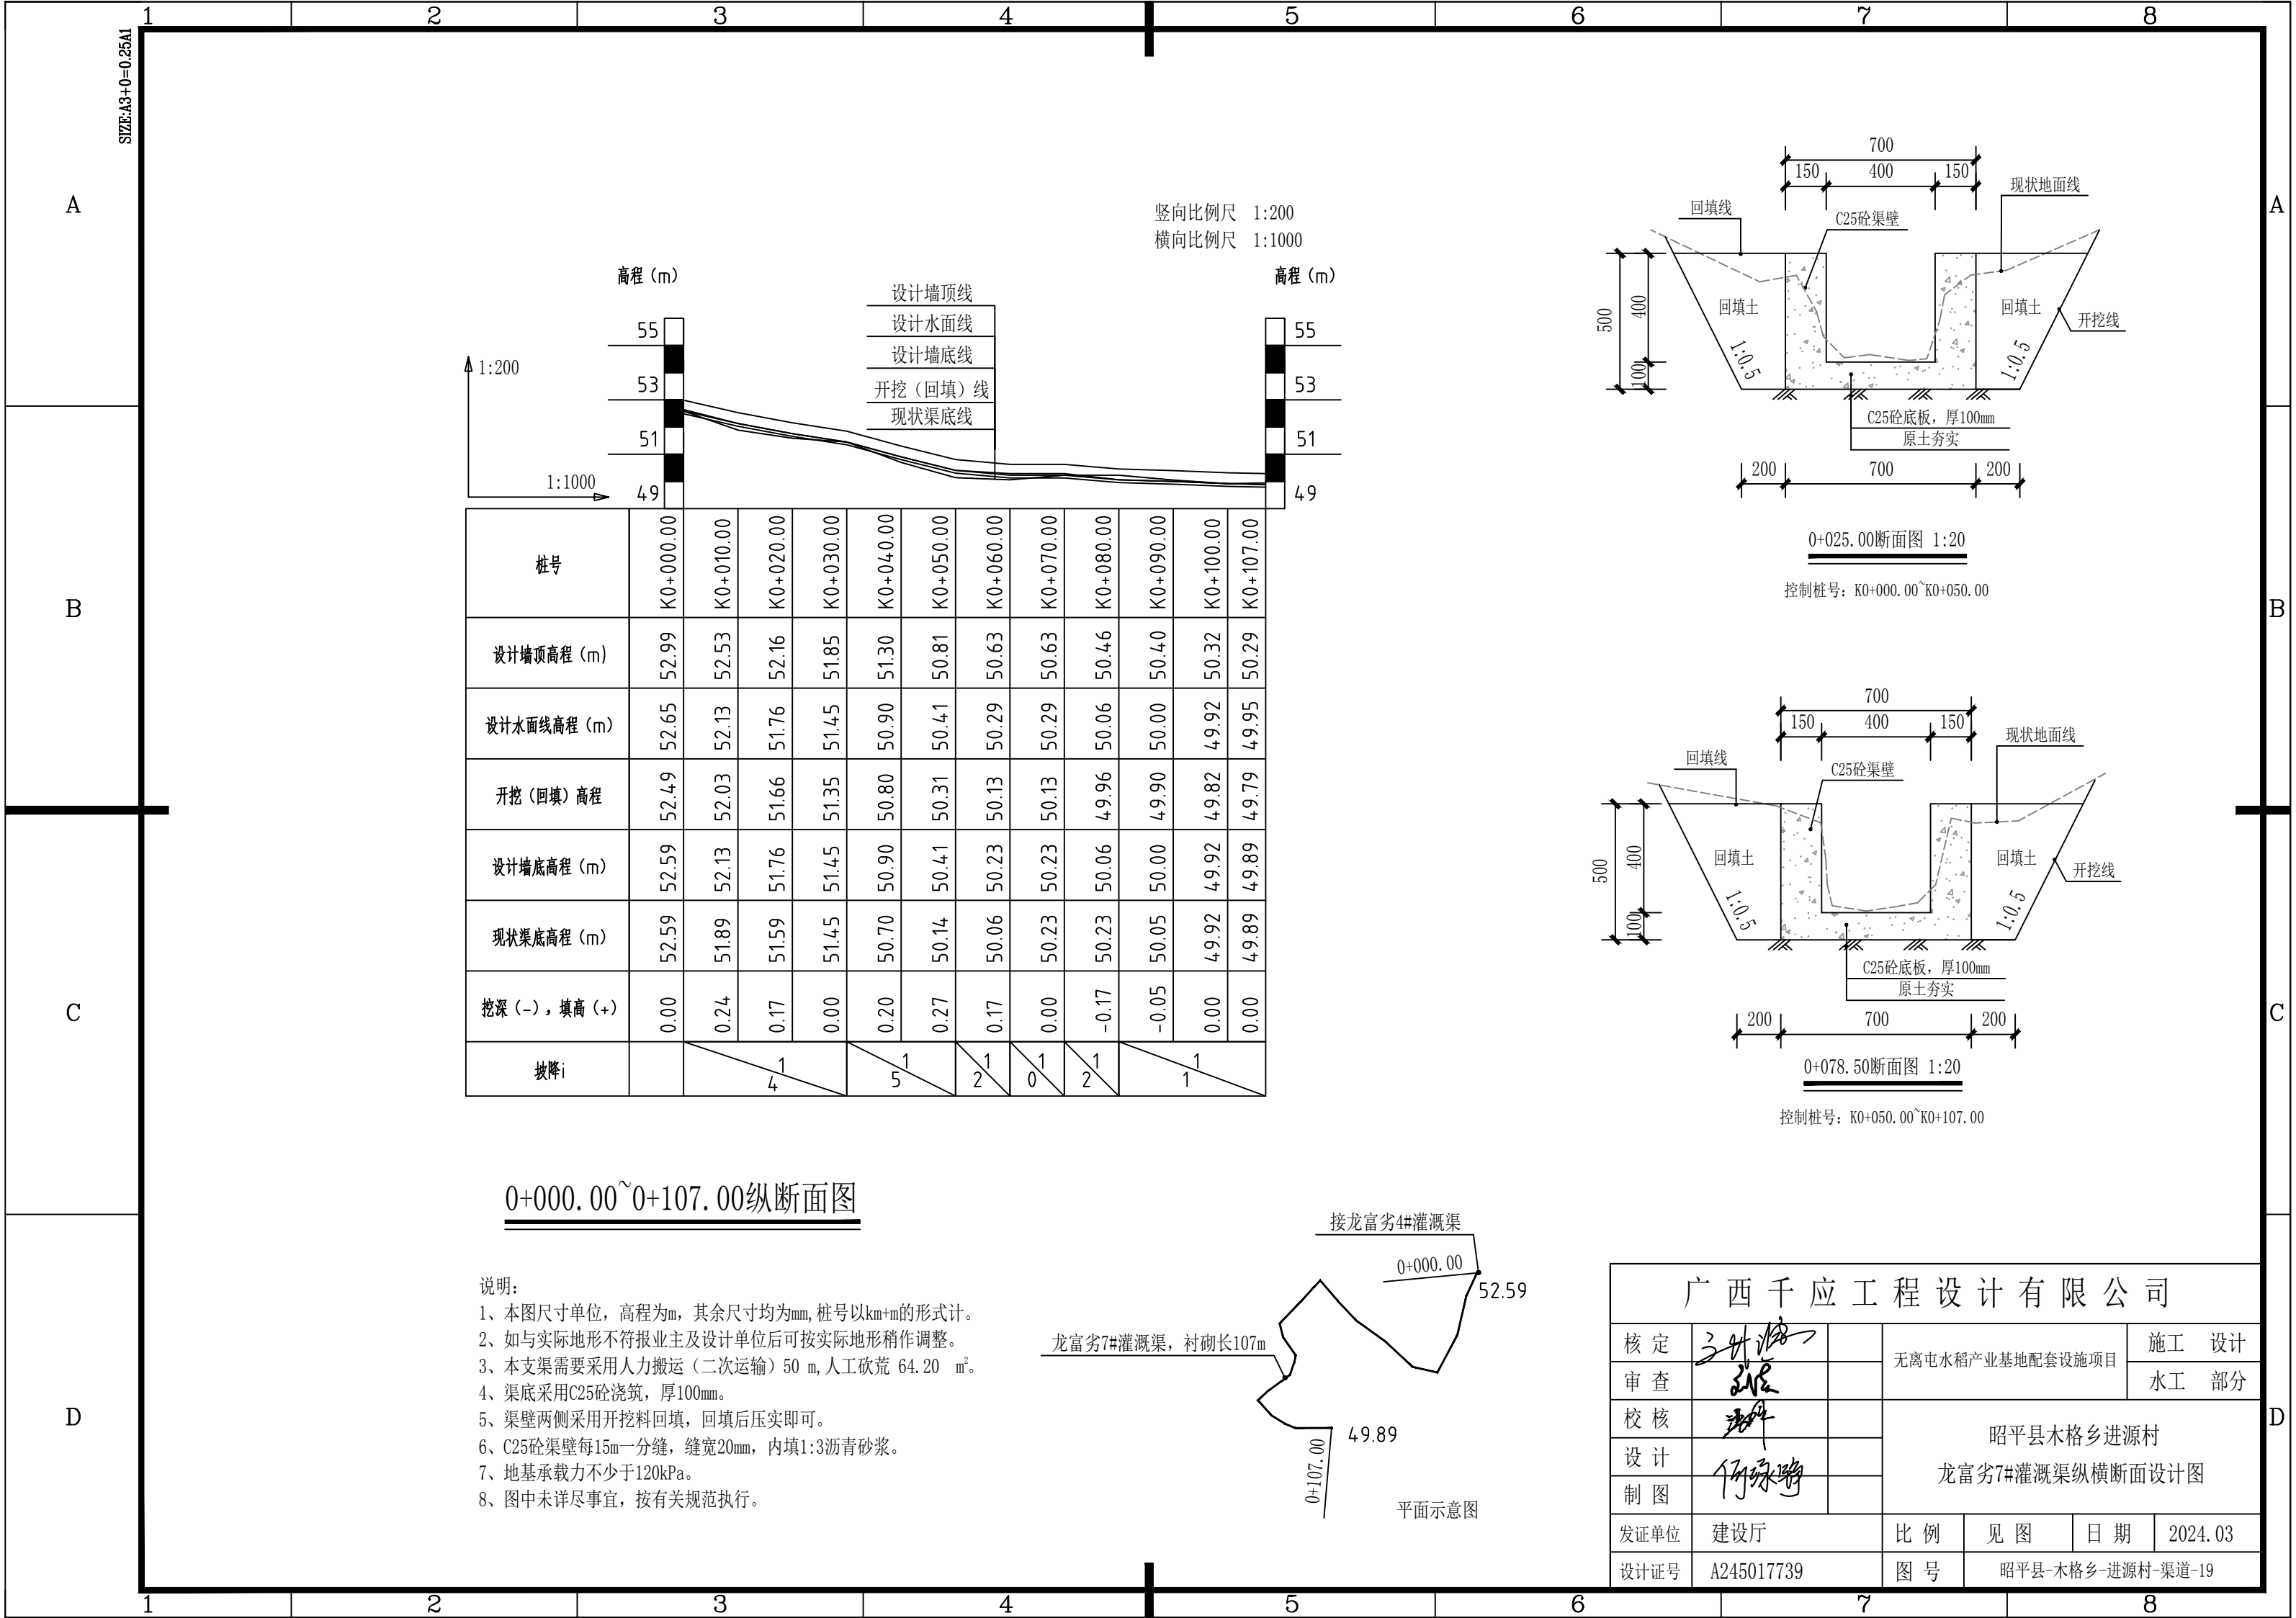 1 2 3 4 5 6 7 8
SIZE:A3+0=0.25A1
A
B
C
D
A
B
C
D
竖向比例尺 1:200
横向比例尺 1:1000
高程（m）
高程（m）
设计墙顶线
设计水面线
设计墙底线
开挖（回填）线
现状渠底线
55
53
51
49
55
53
51
49
1:200
1:1000
桩号 K0+000.00 K0+010.00 K0+020.00 K0+030.00 K0+040.00 K0+050.00 K0+060.00 K0+070.00 K0+080.00 K0+090.00 K0+100.00 K0+107.00
设计墙顶高程（m） 52.99 52.53 52.16 51.85 51.30 50.81 50.63 50.63 50.46 50.40 50.32 50.29
设计水面线高程（m） 52.65 52.13 51.76 51.45 50.90 50.41 50.29 50.29 50.06 50.00 49.92 49.95
开挖（回填）高程 52.49 52.03 51.66 51.35 50.80 50.31 50.13 50.13 49.96 49.90 49.82 49.79
设计墙底高程（m） 52.59 52.13 51.76 51.45 50.90 50.41 50.23 50.23 50.06 50.00 49.92 49.89
现状渠底高程（m） 52.59 51.89 51.59 51.45 50.70 50.14 50.06 50.23 50.23 50.05 49.92 49.89
挖深（-），填高（+） 0.00 0.24 0.17 0.00 0.20 0.27 0.17 0.00 -0.17 -0.05 0.00 0.00
坡降i 1 4 1 5 1 2 1 0 1 2 1 1
0+000.00~0+107.00纵断面图
700
150 400 150
现状地面线
回填线
C25砼渠壁
500
400
100
回填土
回填土
开挖线
1:0.5
1:0.5
C25砼底板，厚100mm
原土夯实
200 700 200
0+025.00断面图 1:20
控制桩号：K0+000.00~K0+050.00
700
150 400 150
现状地面线
回填线
C25砼渠壁
500
400
100
回填土
回填土
开挖线
1:0.5
1:0.5
C25砼底板，厚100mm
原土夯实
200 700 200
0+078.50断面图 1:20
控制桩号：K0+050.00~K0+107.00
说明：
1、本图尺寸单位，高程为m，其余尺寸均为mm,桩号以km+m的形式计。
2、如与实际地形不符报业主及设计单位后可按实际地形稍作调整。
3、本支渠需要采用人力搬运（二次运输）50 m,人工砍荒 64.20 m²。
4、渠底采用C25砼浇筑，厚100mm。
5、渠壁两侧采用开挖料回填，回填后压实即可。
6、C25砼渠壁每15m一分缝，缝宽20mm，内填1:3沥青砂浆。
7、地基承载力不少于120kPa。
8、图中未详尽事宜，按有关规范执行。
接龙富劣4#灌溉渠
0+000.00
52.59
龙富劣7#灌溉渠，衬砌长107m
49.89
0+107.00
平面示意图
广西千应工程设计有限公司
核定
审查
校核
设计
制图
无离屯水稻产业基地配套设施项目
施工 设计
水工 部分
昭平县木格乡进源村
龙富劣7#灌溉渠纵横断面设计图
发证单位 建设厅 比例 见图 日期 2024.03
设计证号 A245017739 图号 昭平县-木格乡-进源村-渠道-19
1 2 3 4 5 6 7 8